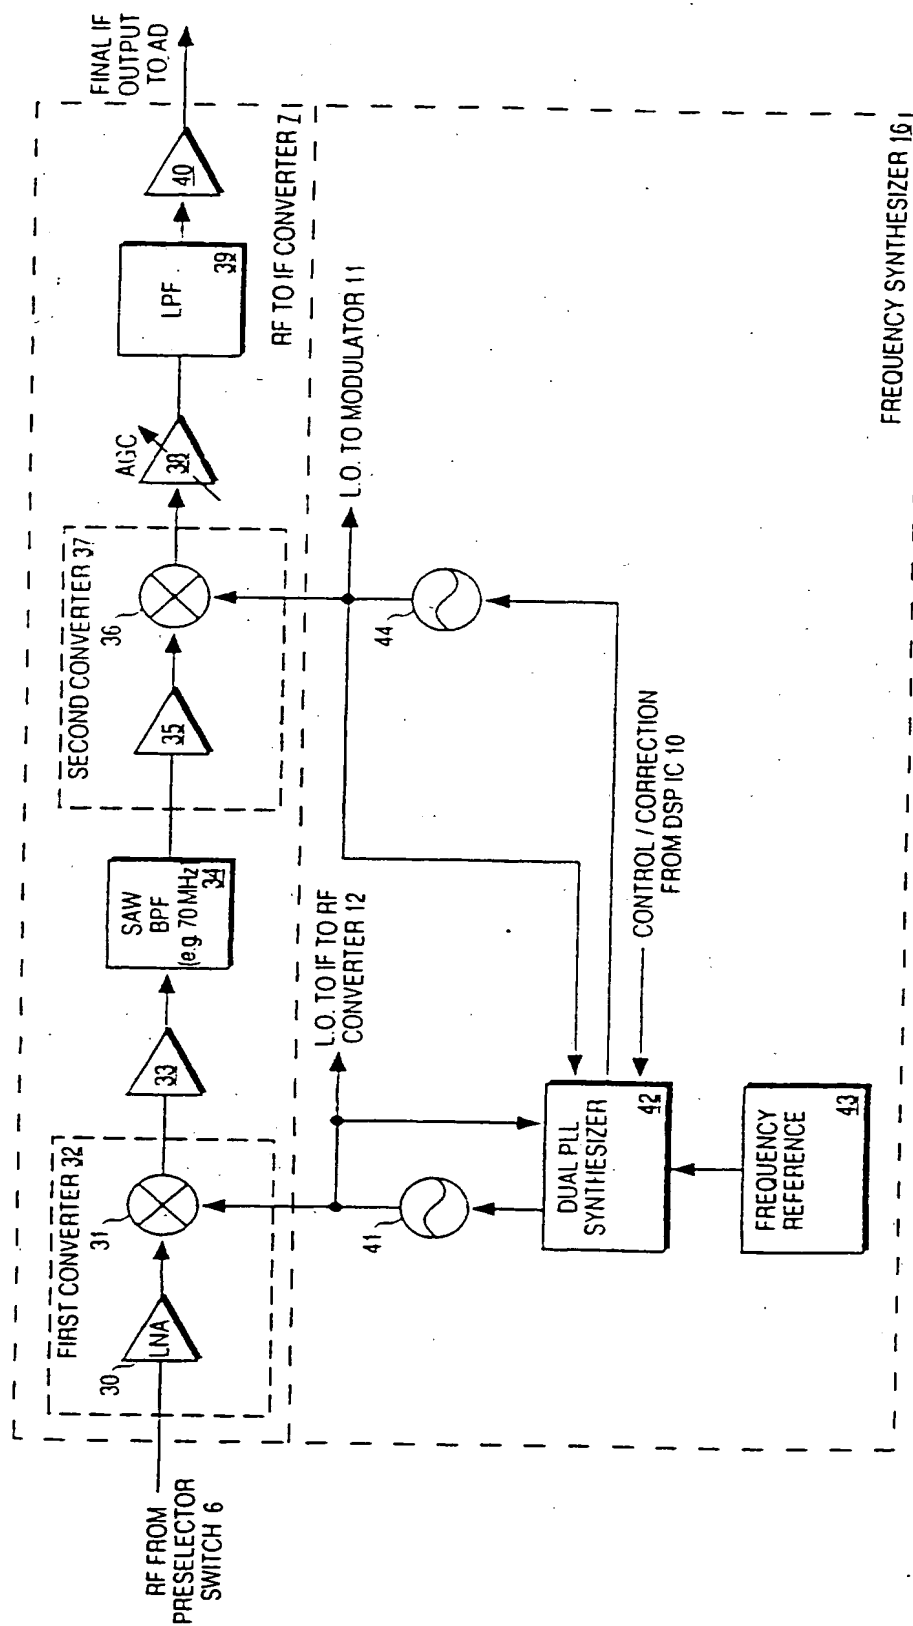 FINAL IF
OUTPUT
TO AD
40
39
LPF
RF TO IF CONVERTER 7
AGC
38
L.O. TO MODULATOR 11
SECOND CONVERTER 37
36
35
44
SAW
BPF
(e.g. 70 MHz
34
33
L.O. TO IF TO RF
CONVERTER 12
CONTROL / CORRECTION
FROM DSP IC 10
FIRST CONVERTER 32
31
30
LNA
41
DUAL PLL
SYNTHESIZER
42
FREQUENCY
REFERENCE
43
RF FROM
PRESELECTOR
SWITCH 6
FREQUENCY SYNTHESIZER 16